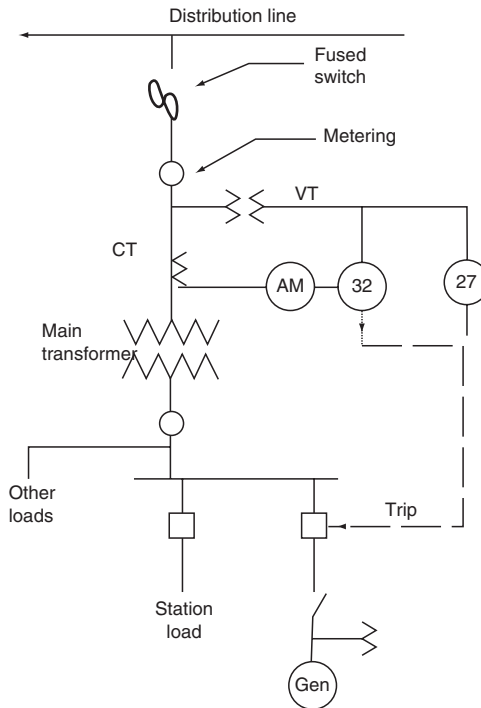 Distribution line
Fused
switch
Metering
VT
CT
AM
32
27
Main
transformer
Other
loads
Trip
Station
load
Gen